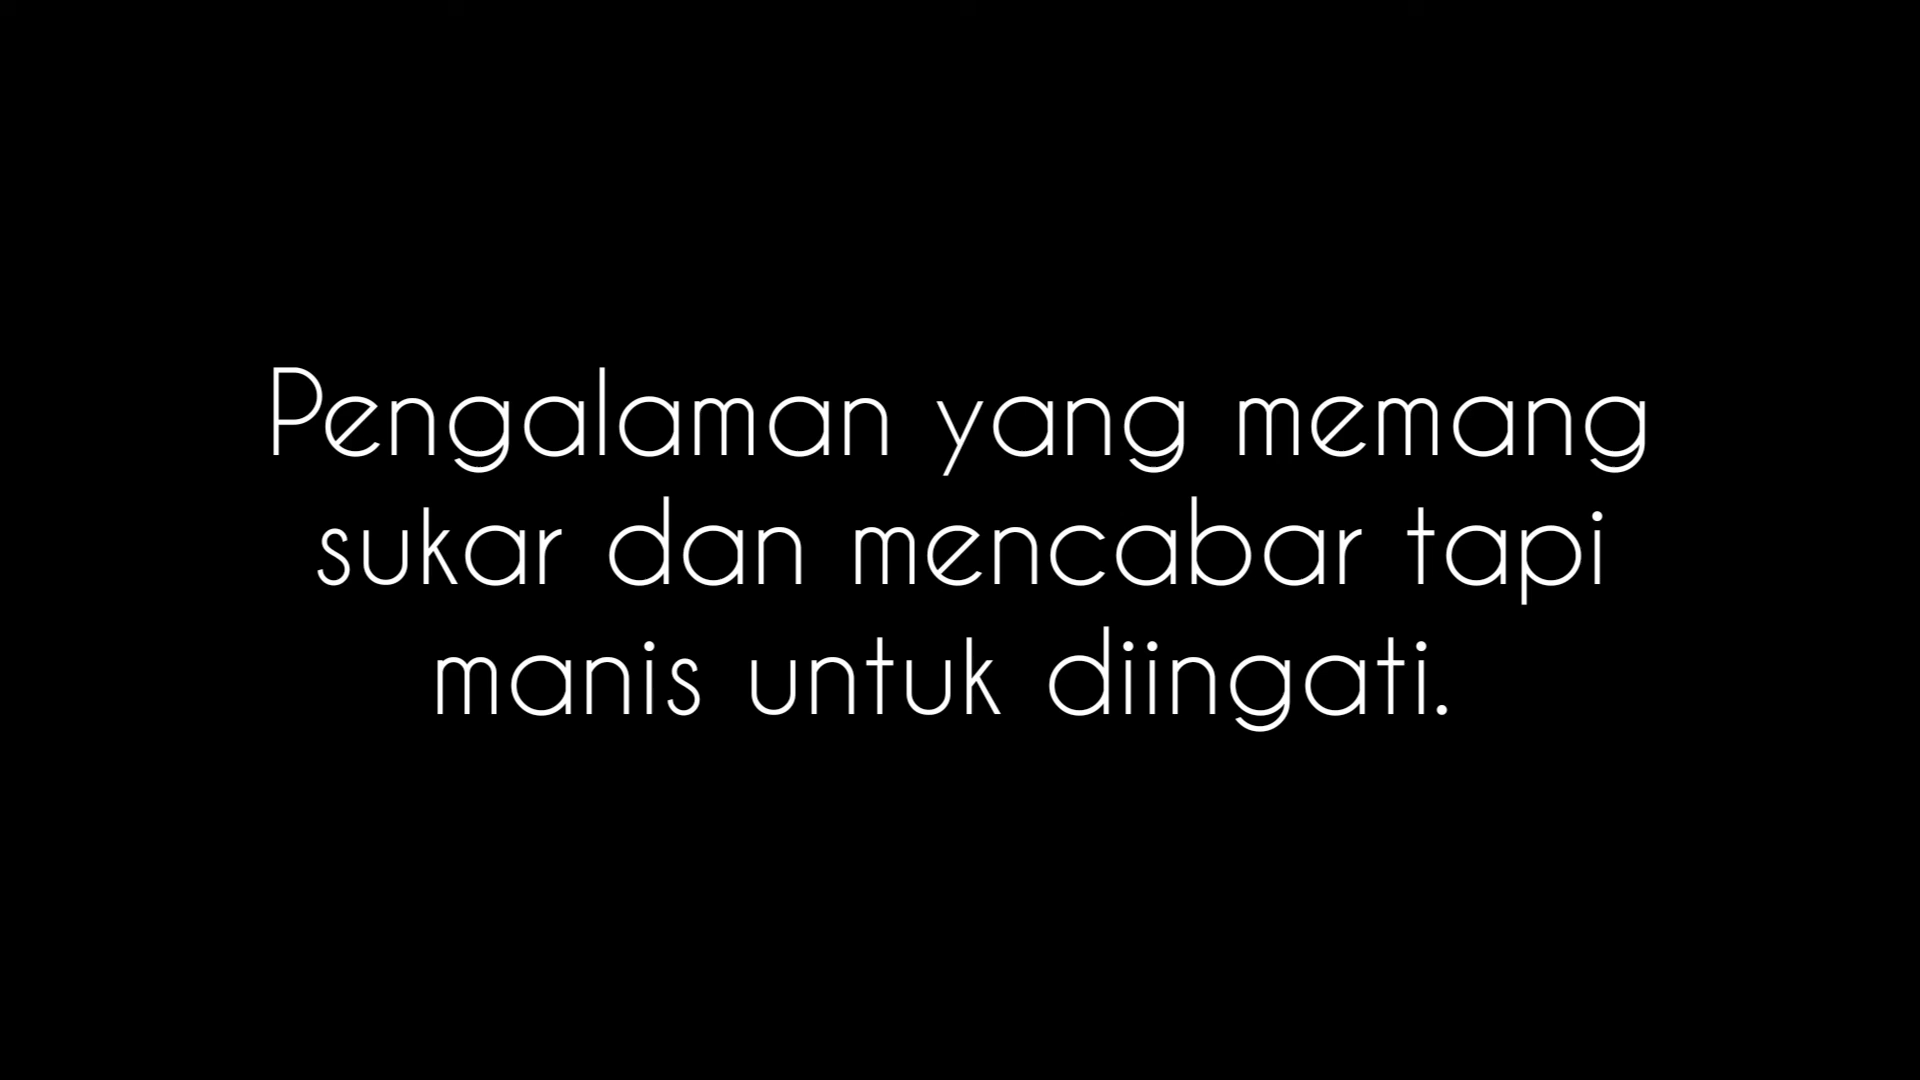 Pengalaman yang memang
sukar dan mencabar tapi
manis untuk diingati.